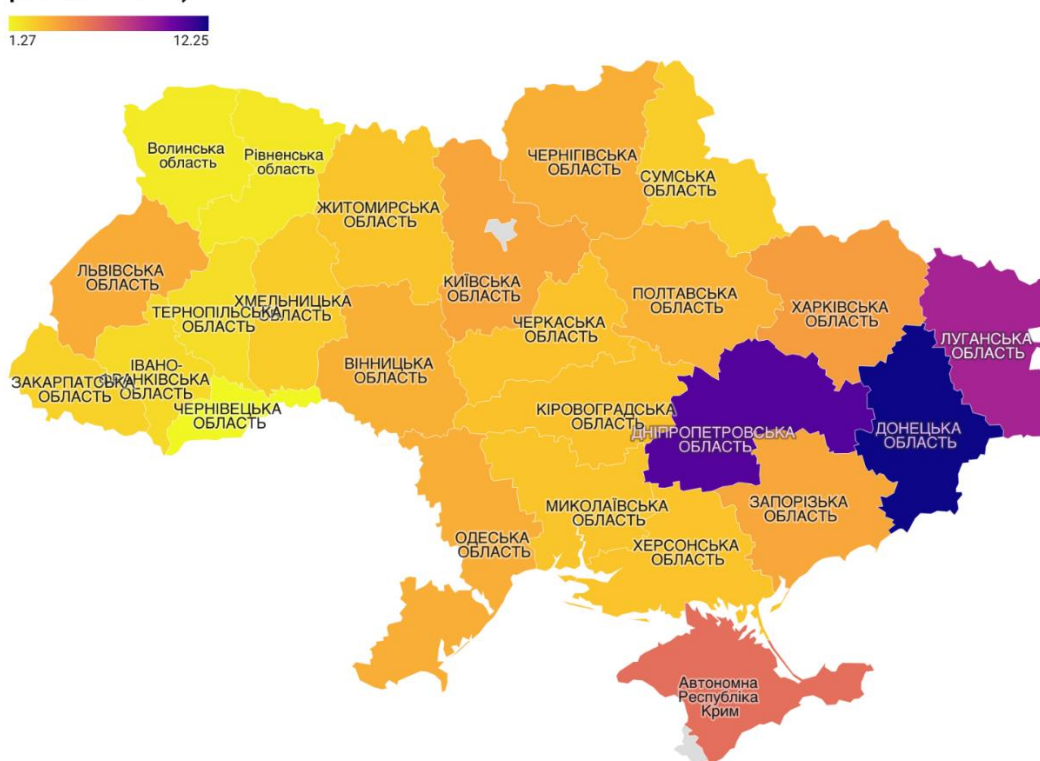 1.27
12.25
Волинська
область
Рівненська
область
ЖИТОМИРСЬКА
ОБЛАСТЬ
ЧЕРНІГІВСЬКА
ОБЛАСТЬ
СУМСЬКА
ОБЛАСТЬ
ЛЬВІВСЬКА
ОБЛАСТЬ
ТЕРНОПІЛЬСЬКА
ОБЛАСТЬ
ХМЕЛЬНИЦЬКА
ОБЛАСТЬ
КИЇВСЬКА
ОБЛАСТЬ
ЧЕРКАСЬКА
ОБЛАСТЬ
ПОЛТАВСЬКА
ОБЛАСТЬ
ХАРКІВСЬКА
ОБЛАСТЬ
ЛУГАНСЬКА
ОБЛАСТЬ
ЗАКАРПАТСЬКА
ОБЛАСТЬ
ІВАНО-
ФРАНКІВСЬКА
ОБЛАСТЬ
ЧЕРНІВЕЦЬКА
ОБЛАСТЬ
ВІННИЦЬКА
ОБЛАСТЬ
КІРОВОГРАДСЬКА
ОБЛАСТЬ
ДНІПРОПЕТРОВСЬКА
ОБЛАСТЬ
ДОНЕЦЬКА
ОБЛАСТЬ
ОДЕСЬКА
ОБЛАСТЬ
МИКОЛАЇВСЬКА
ОБЛАСТЬ
ХЕРСОНСЬКА
ОБЛАСТЬ
ЗАПОРІЗЬКА
ОБЛАСТЬ
Автономна
Республіка
Крим